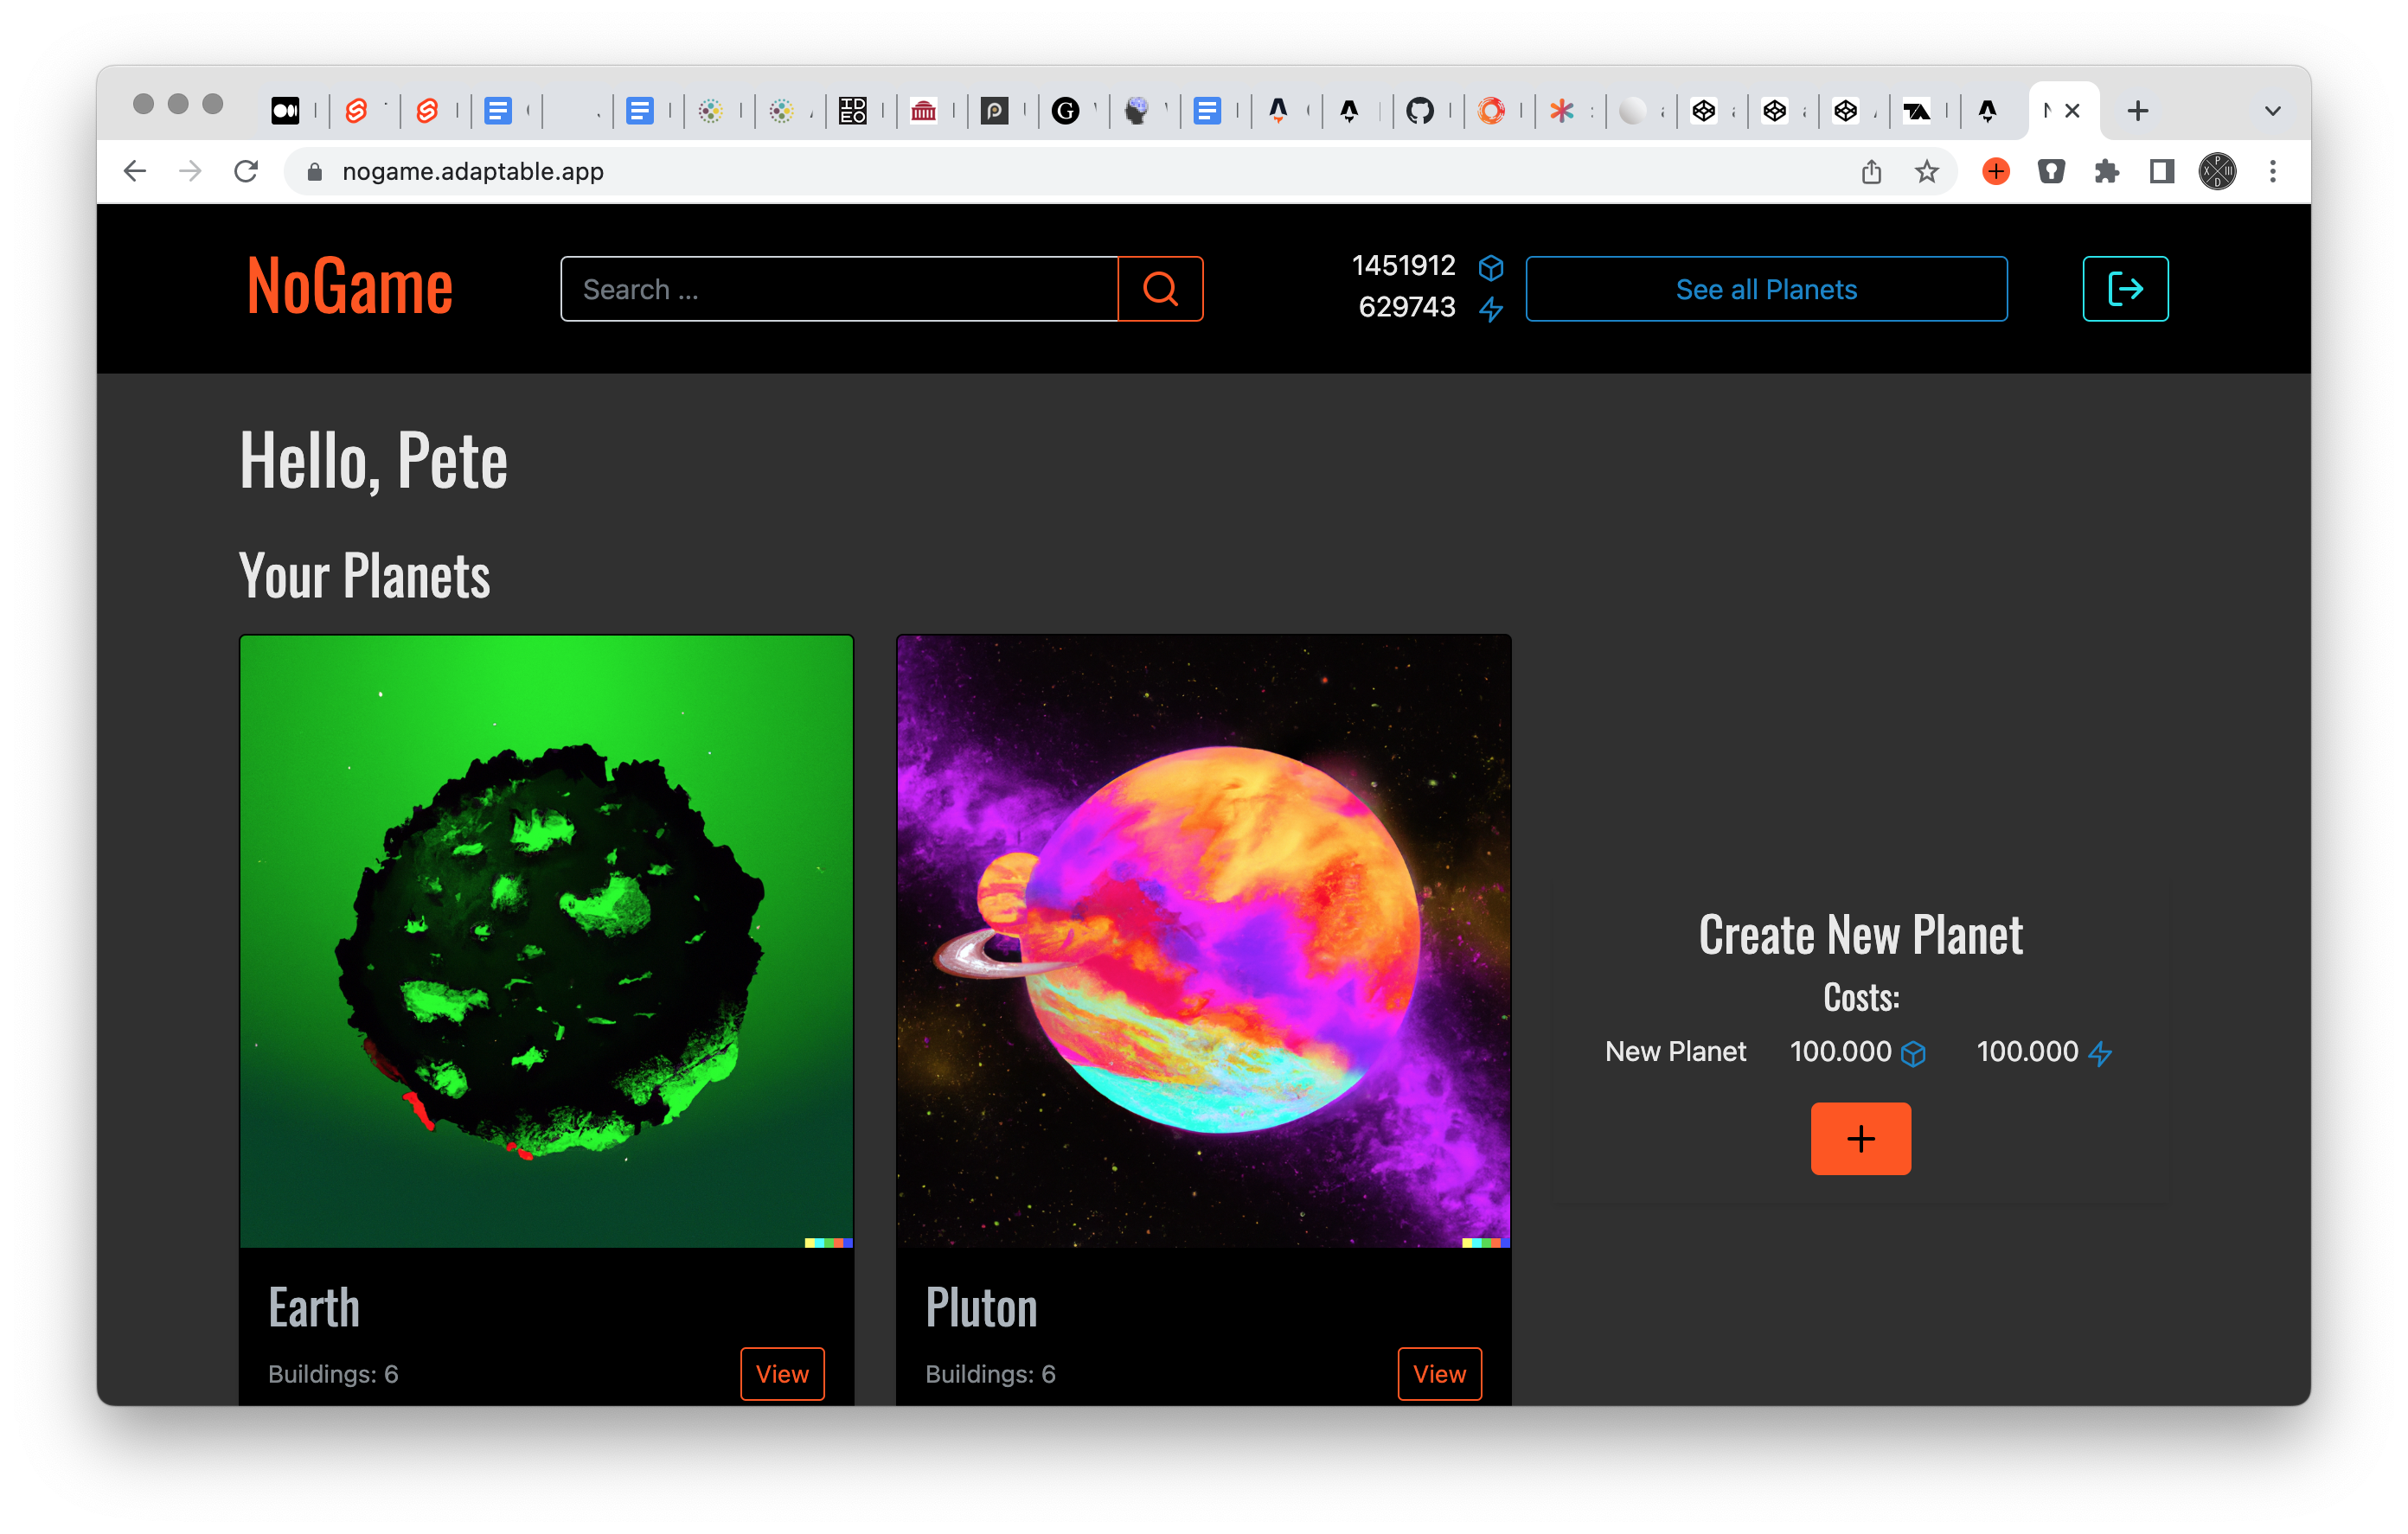 nogame.adaptable.app
NoGame
Search ...
1451912
629743
See all Planets
Hello, Pete
Your Planets
Create New Planet
Costs:
New Planet 100.000 100.000
Earth
Buildings: 6
View
Pluton
Buildings: 6
View